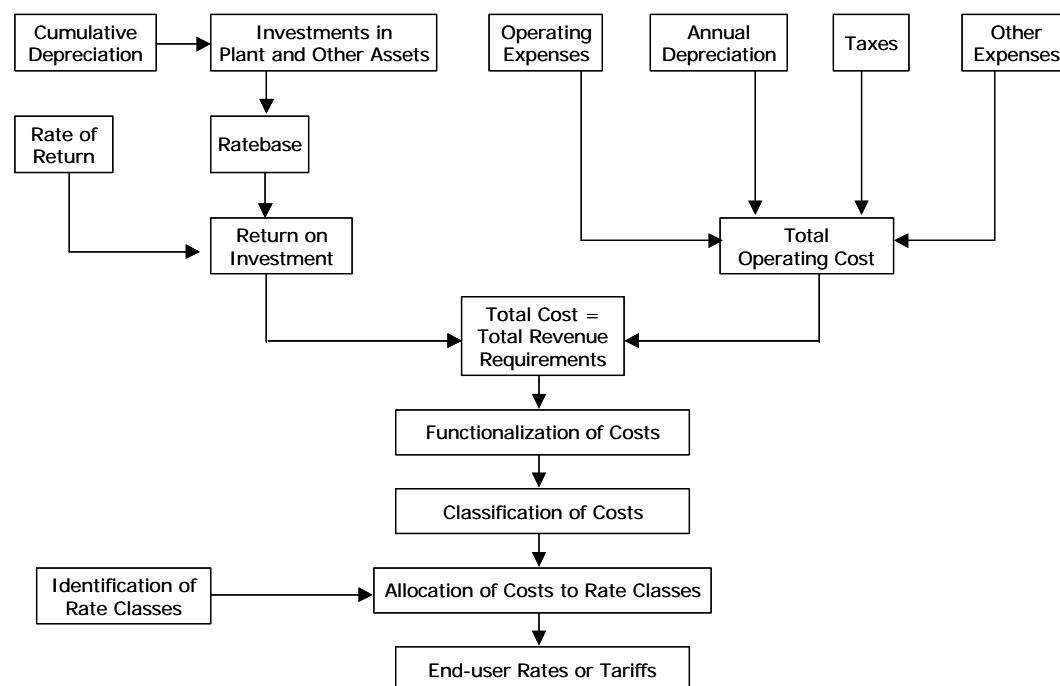 Cumulative
Depreciation
Investments in
Plant and Other Assets
Operating
Expenses
Annual
Depreciation
Taxes
Other
Expenses
Rate of
Return
Ratebase
Return on
Investment
Total
Operating Cost
Total Cost =
Total Revenue
Requirements
Functionalization of Costs
Classification of Costs
Identification of
Rate Classes
Allocation of Costs to Rate Classes
End-user Rates or Tariffs